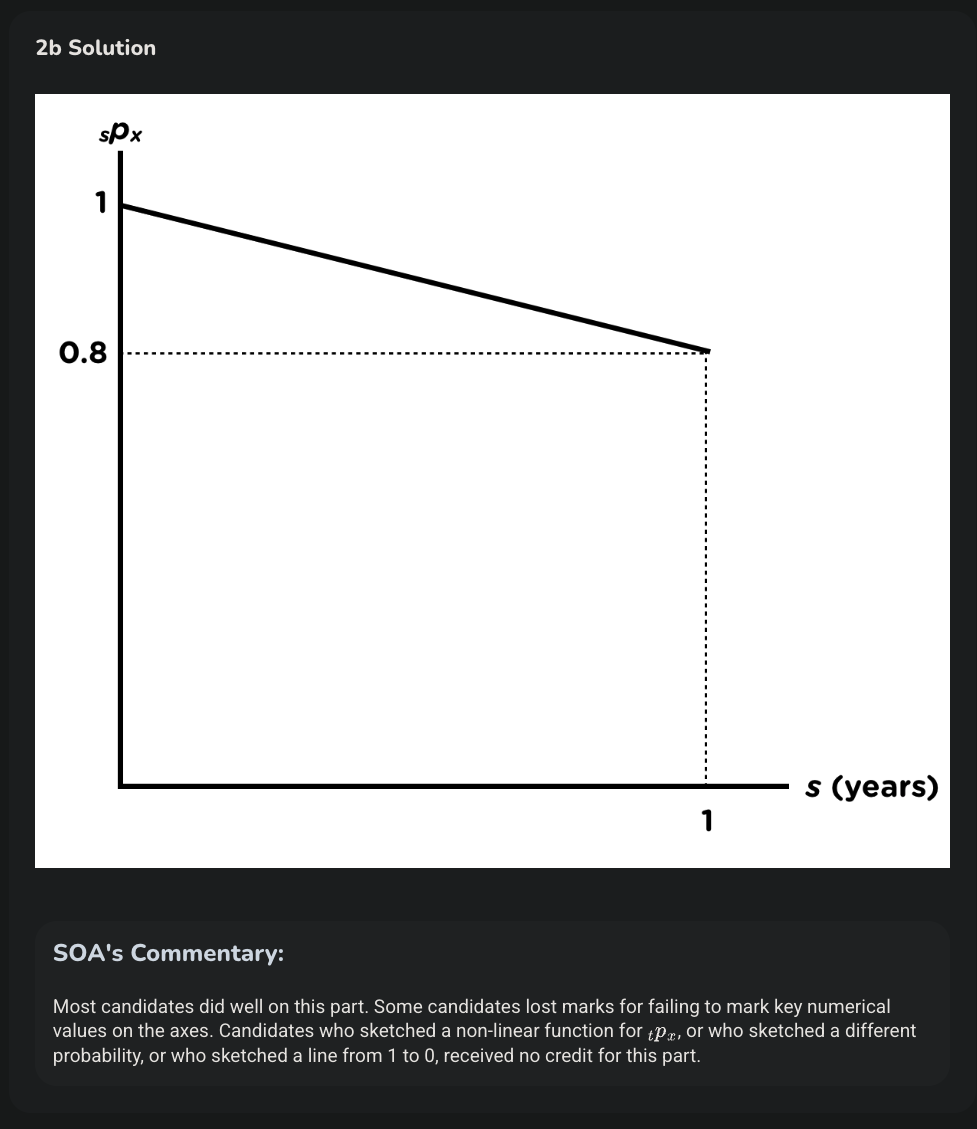 2b Solution
spx
1
0.8
s (years)
1
SOA's Commentary:
Most candidates did well on this part. Some candidates lost marks for failing to mark key numerical
values on the axes. Candidates who sketched a non-linear function for tpx, or who sketched a different
probability, or who sketched a line from 1 to 0, received no credit for this part.